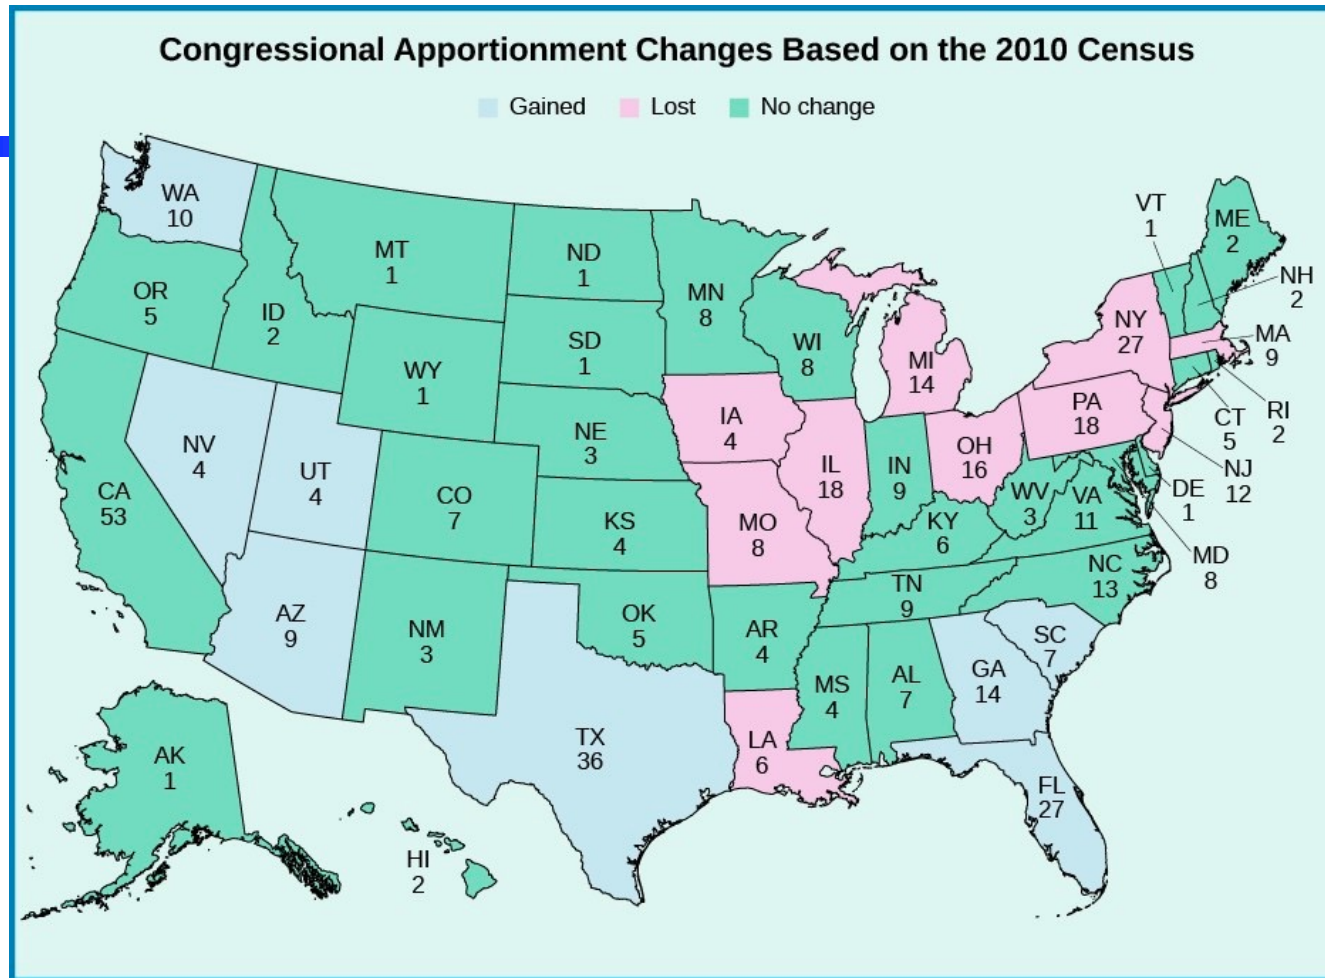 Congressional Apportionment Changes Based on the 2010 Census
Gained Lost No change
WA
10
OR
5
ID
2
MT
1
ND
1
MN
8
SD
1
WY
1
WI
8
MI
14
VT
1
ME
2
NH
2
NY
27
MA
9
RI
2
CT
5
NJ
12
PA
18
NV
4
UT
4
CA
53
CO
7
NE
3
IA
4
IL
18
IN
9
OH
16
WV
3
VA
11
DE
1
MD
8
KS
4
MO
8
KY
6
NC
13
TN
9
AZ
9
NM
3
OK
5
AR
4
SC
7
GA
14
AL
7
MS
4
TX
36
LA
6
FL
27
AK
1
HI
2